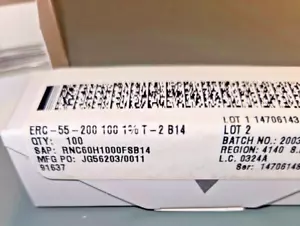 LOT 1 14706143
ERC-55-200 100 1% T-2 B14
LOT 2
QTY: 100
BATCH NO.: 2003
SAP: RNC60H1000FSB14
REGION: 4140 S.
MFG PO: JG56203/0011
L.C. 0324A
91637
Ser: 1470614